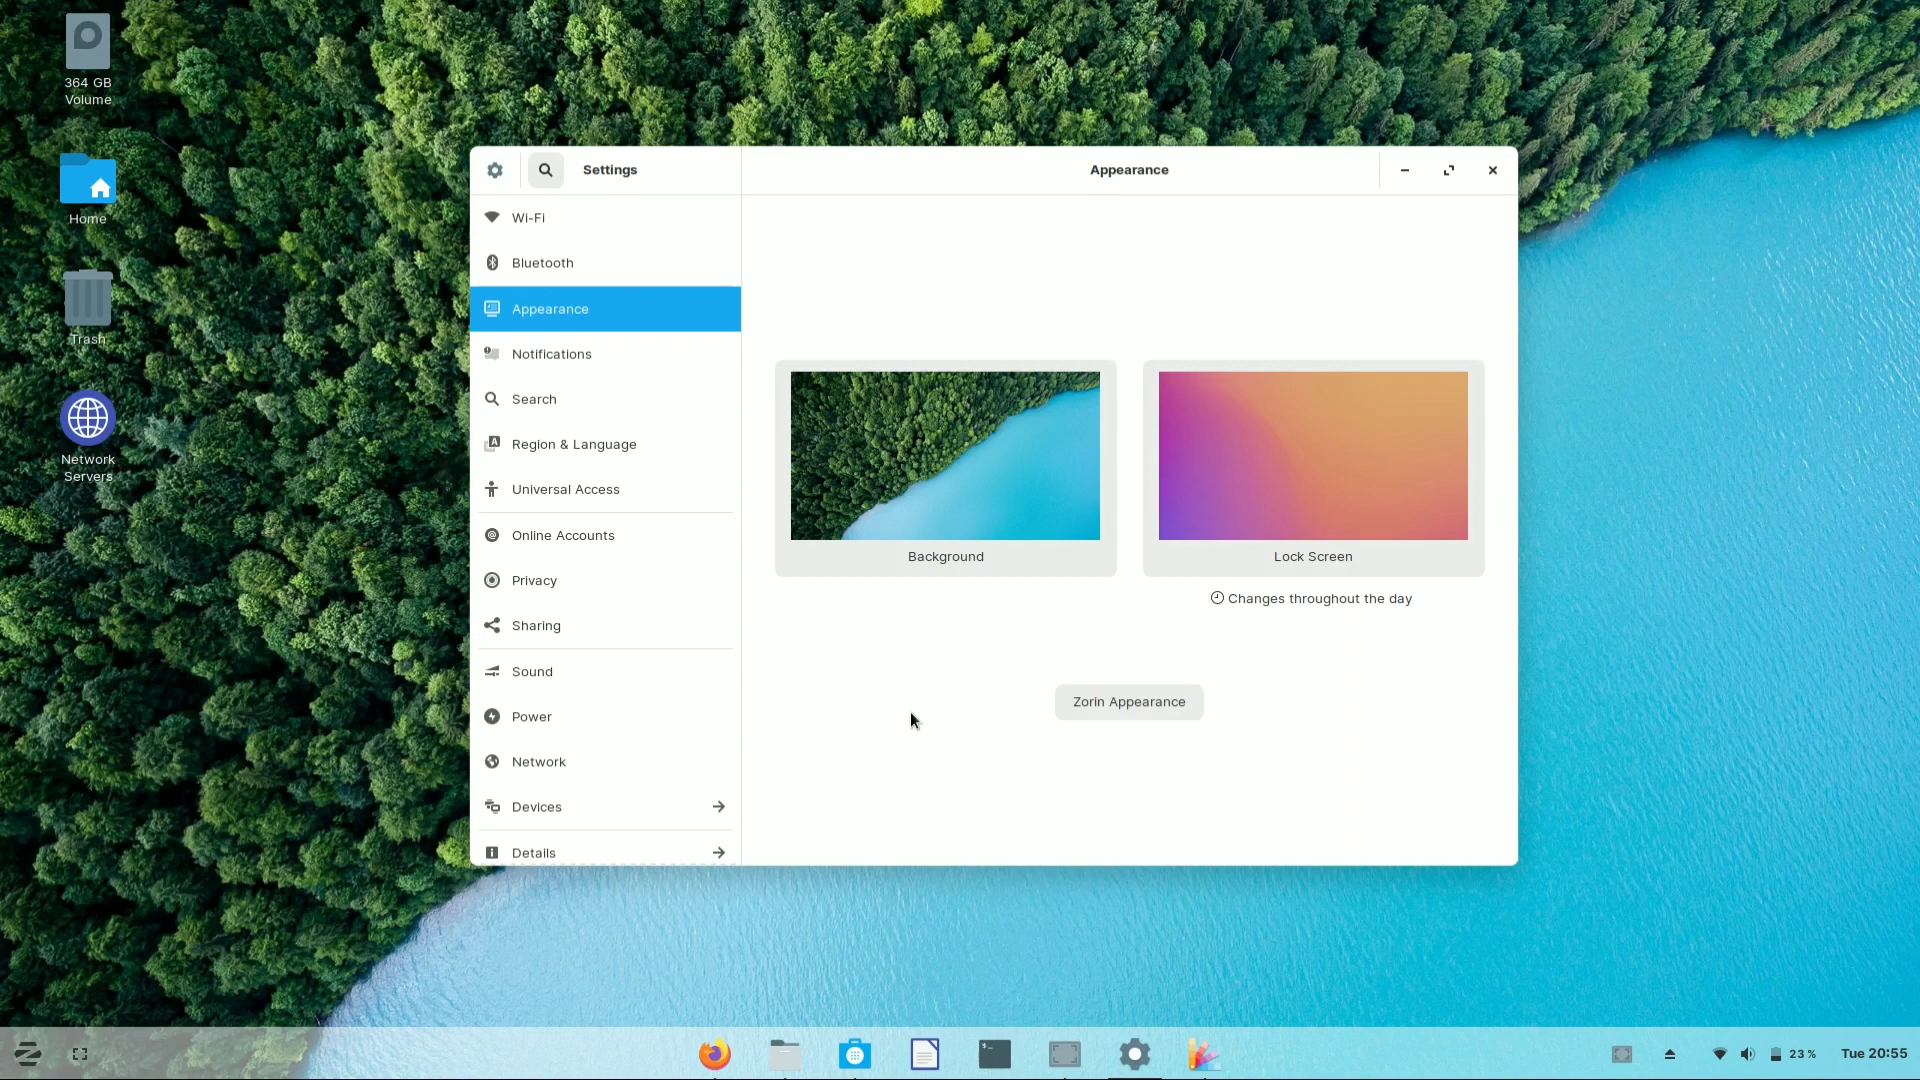 364 GB
Volume
Home
Trash
Network
Servers
Settings
Appearance
Wi-Fi
Bluetooth
Appearance
Notifications
Search
Region & Language
Universal Access
Online Accounts
Privacy
Sharing
Sound
Power
Network
Devices
Details
Background
Lock Screen
Changes throughout the day
Zorin Appearance
23 %
Tue 20:55